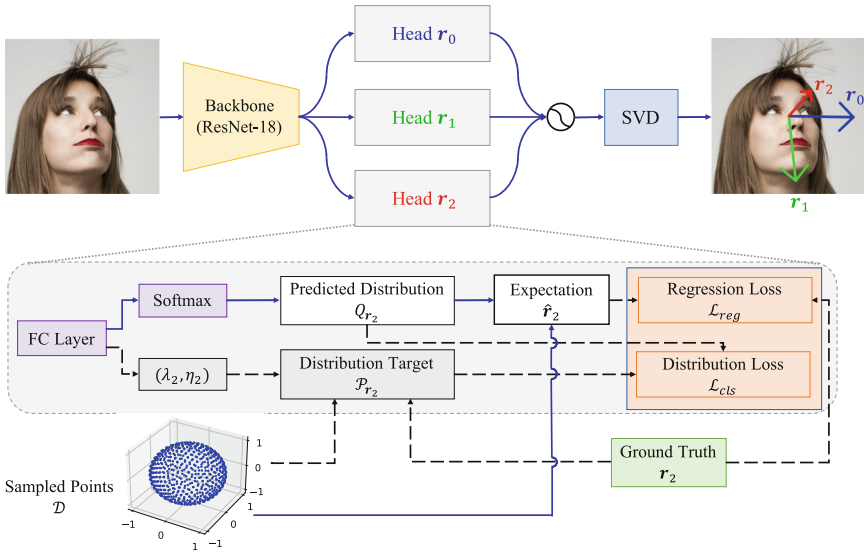 Backbone
(ResNet-18)
Head r₀
Head r₁
Head r₂
SVD
r₂
r₀
r₁
FC Layer
Softmax
(λ₂,η₂)
Predicted Distribution
Q_r₂
Distribution Target
𝒫_r₂
Expectation
r̂₂
Regression Loss
ℒ_reg
Distribution Loss
ℒ_cls
Ground Truth
r₂
Sampled Points
𝒟
1
0
−1
−1
0
1
−1
0
1